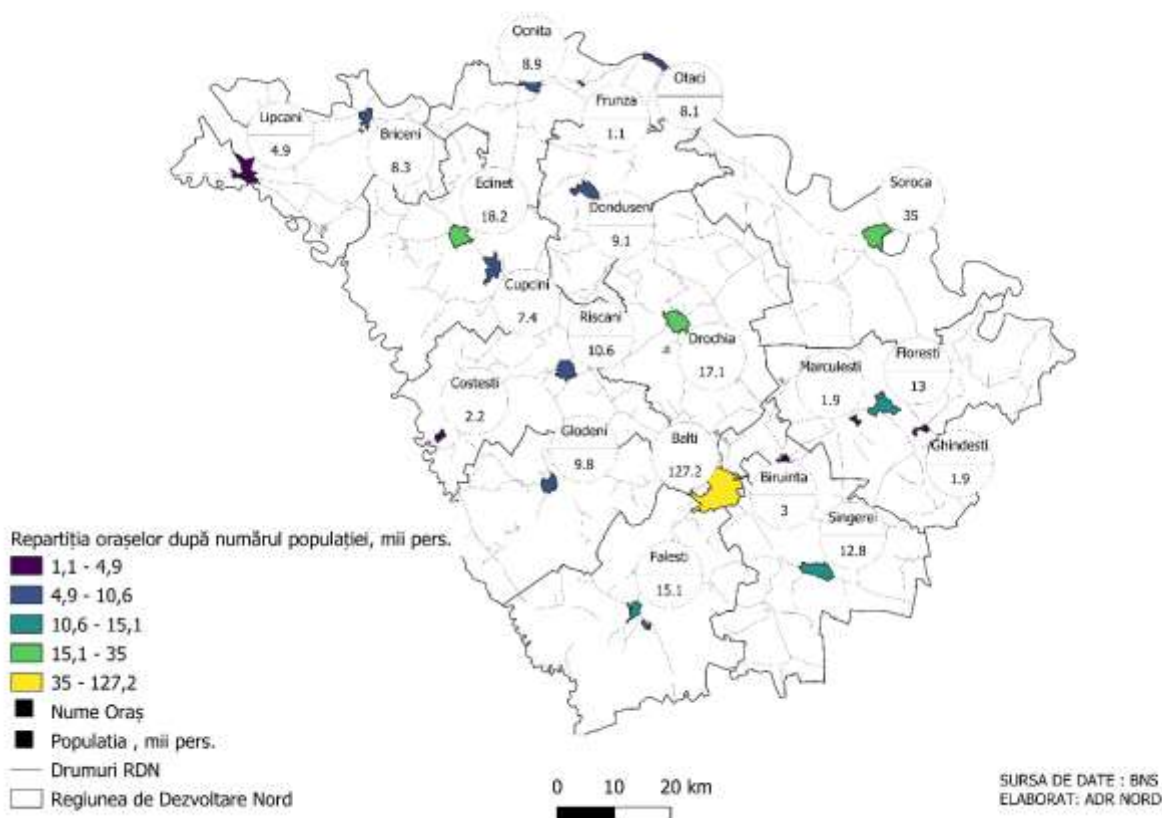 Ocnita
8.9
Otaci
8.1
Frunza
1.1
Lipcani
4.9
Briceni
8.3
Edinet
18.2
Soroca
35
Donduseni
9.1
Cupcini
7.4
Riscani
10.6
Drochia
17.1
Floresti
13
Marculesti
1.9
Costesti
2.2
Glodeni
9.8
Balti
127.2
Ghindesti
1.9
Biruinta
3
Singerei
12.8
Falesti
15.1
Repartiția orașelor după numărul populației, mii pers.
1,1 - 4,9
4,9 - 10,6
10,6 - 15,1
15,1 - 35
35 - 127,2
Nume Oraș
Populatia , mii pers.
Drumuri RDN
Regiunea de Dezvoltare Nord
0 10 20 km
SURSA DE DATE : BNS
ELABORAT: ADR NORD